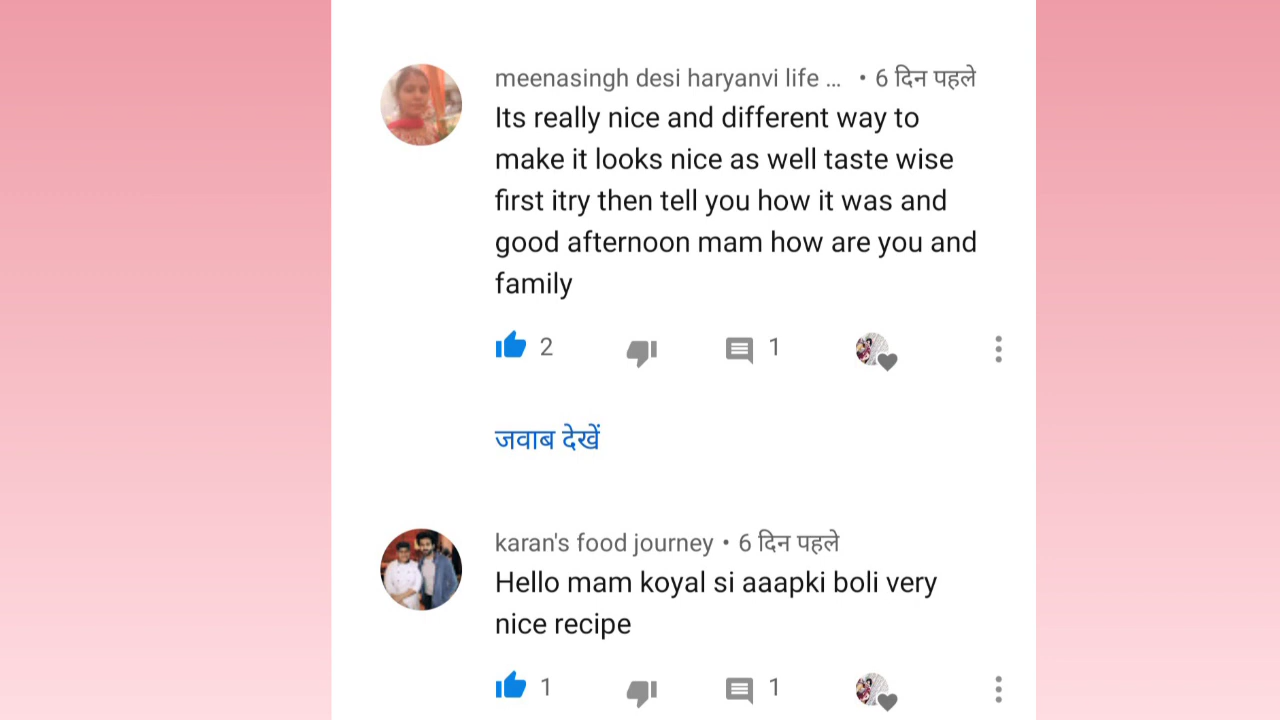 meenasingh desi haryanvi life ... • 6 दिन पहले
Its really nice and different way to
make it looks nice as well taste wise
first itry then tell you how it was and
good afternoon mam how are you and
family
2 1
जवाब देखें
karan's food journey • 6 दिन पहले
Hello mam koyal si aaapki boli very
nice recipe
1 1